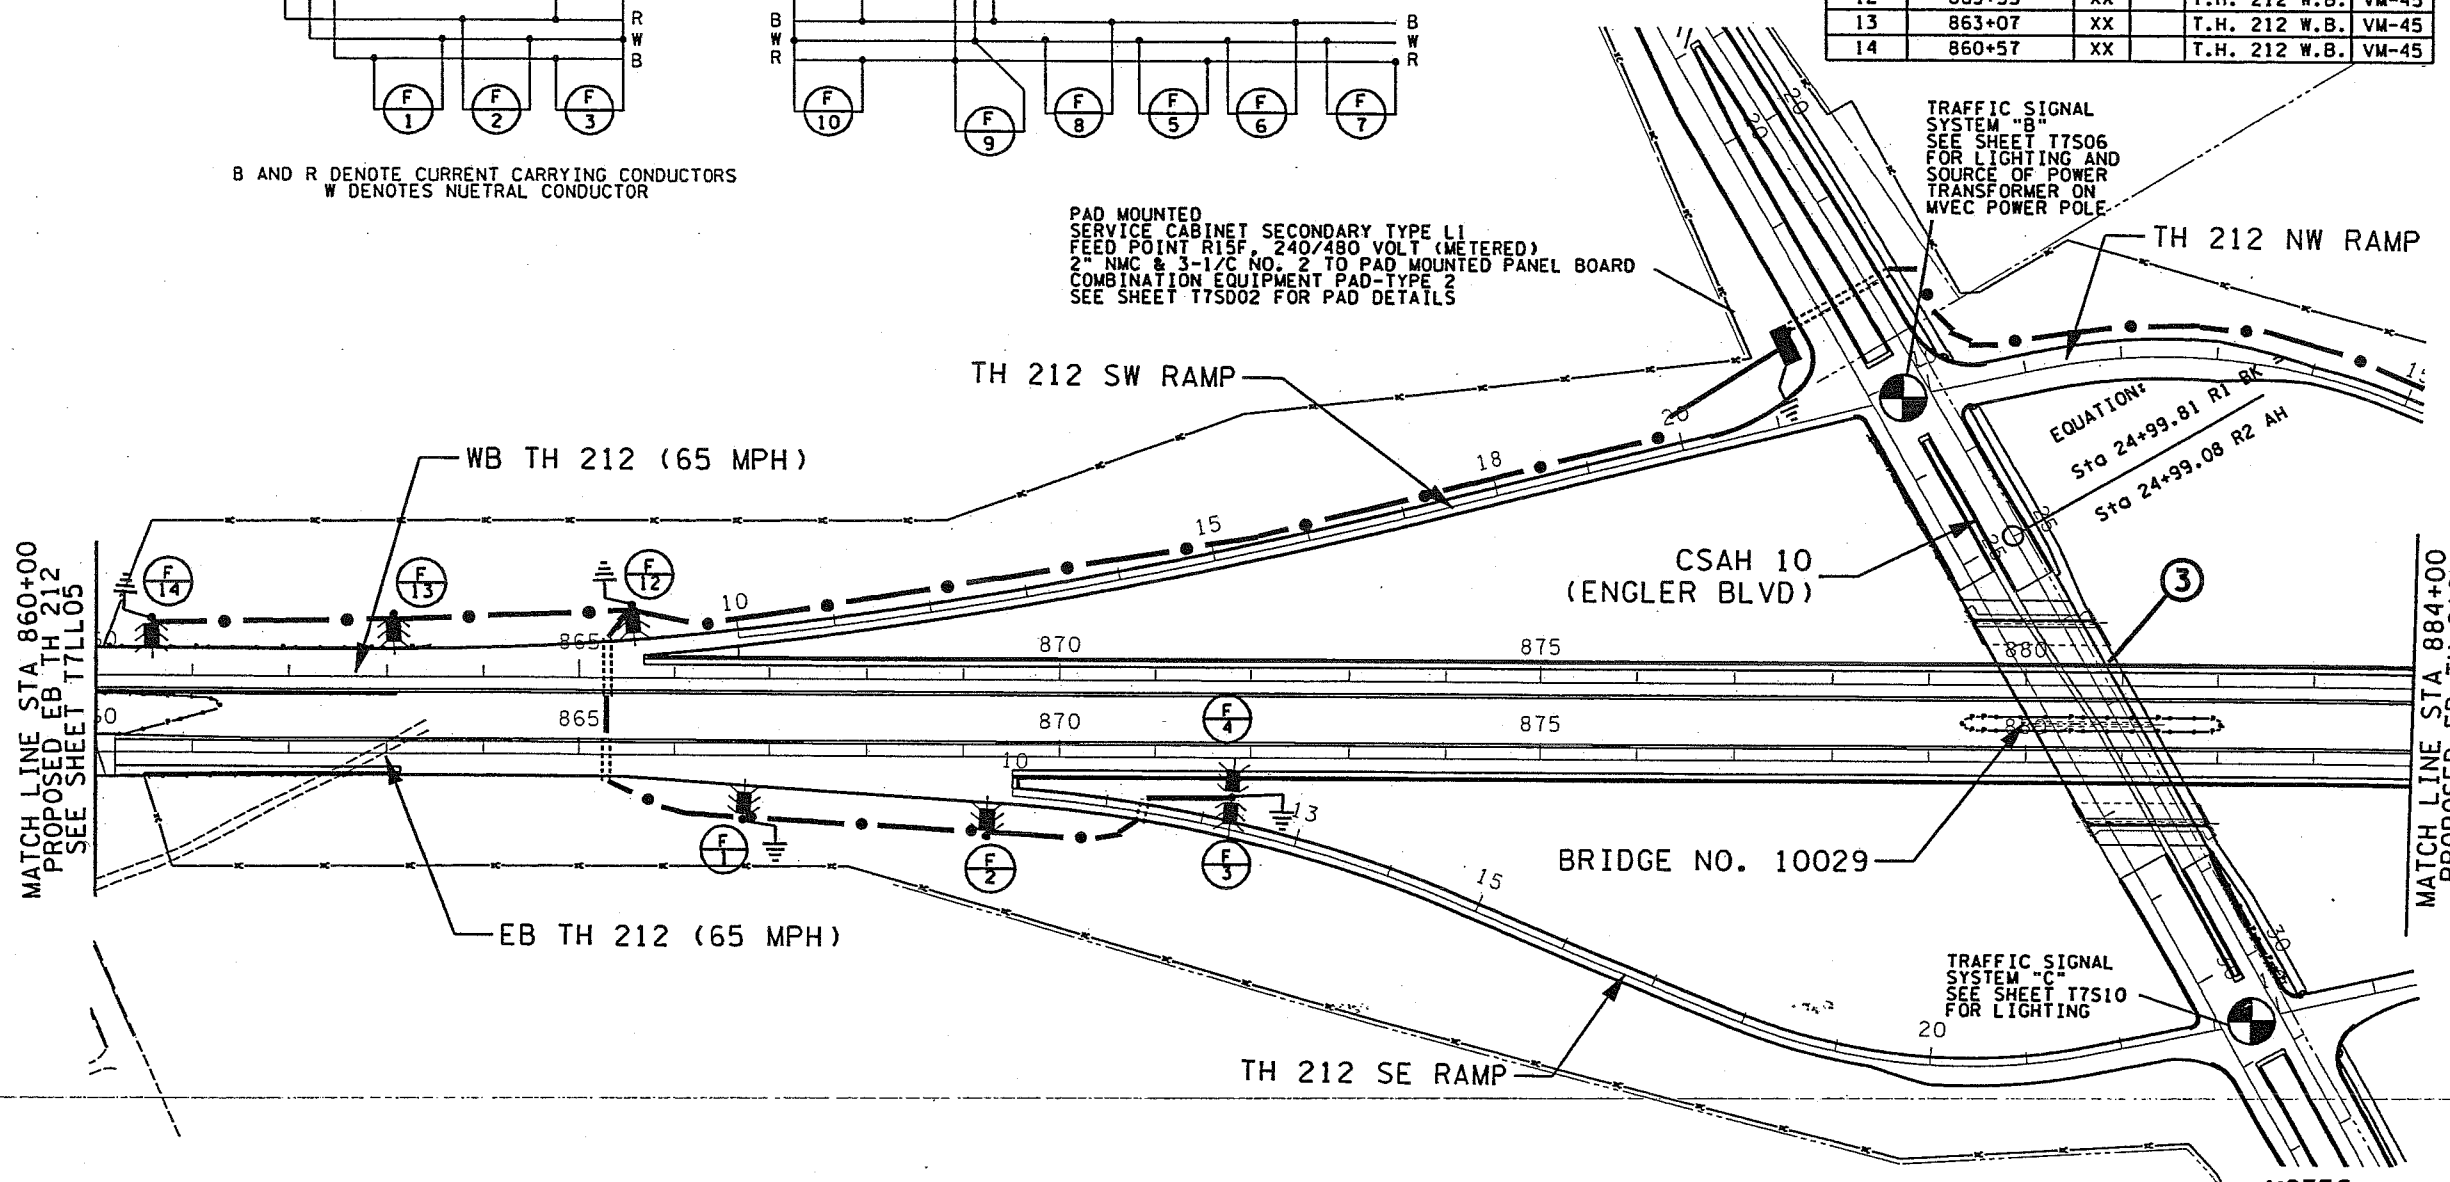 R
W
B
B
W
R
B
W
R
F
1
F
2
F
3
F
10
F
9
F
8
F
5
F
6
F
7
B AND R DENOTE CURRENT CARRYING CONDUCTORS
W DENOTES NUETRAL CONDUCTOR
XX T.H. 212 W.B. VM-45
13 863+07 XX T.H. 212 W.B. VM-45
14 860+57 XX T.H. 212 W.B. VM-45
PAD MOUNTED
SERVICE CABINET SECONDARY TYPE L1
FEED POINT R15F, 240/480 VOLT (METERED)
2" NMC & 3-1/C NO. 2 TO PAD MOUNTED PANEL BOARD
COMBINATION EQUIPMENT PAD-TYPE 2
SEE SHEET T7SD02 FOR PAD DETAILS
TRAFFIC SIGNAL
SYSTEM "B"
SEE SHEET T7S06
FOR LIGHTING AND
SOURCE OF POWER
TRANSFORMER ON
MVEC POWER POLE
20
20
TH 212 NW RAMP
TH 212 SW RAMP
20
18
15
10
EQUATION:
Sta 24+99.81 R1 BK
Sta 24+99.08 R2 AH
25
25
WB TH 212 (65 MPH)
CSAH 10
(ENGLER BLVD)
3
MATCH LINE STA 860+00
PROPOSED EB TH 212
SEE SHEET T7LL05
F
14
F
13
F
12
865
870
875
880
865
870
875
F
4
10
13
F
1
F
2
F
3
15
20
30
BRIDGE NO. 10029
EB TH 212 (65 MPH)
TH 212 SE RAMP
TRAFFIC SIGNAL
SYSTEM "C"
SEE SHEET T7S10
FOR LIGHTING
MATCH LINE STA 884+00